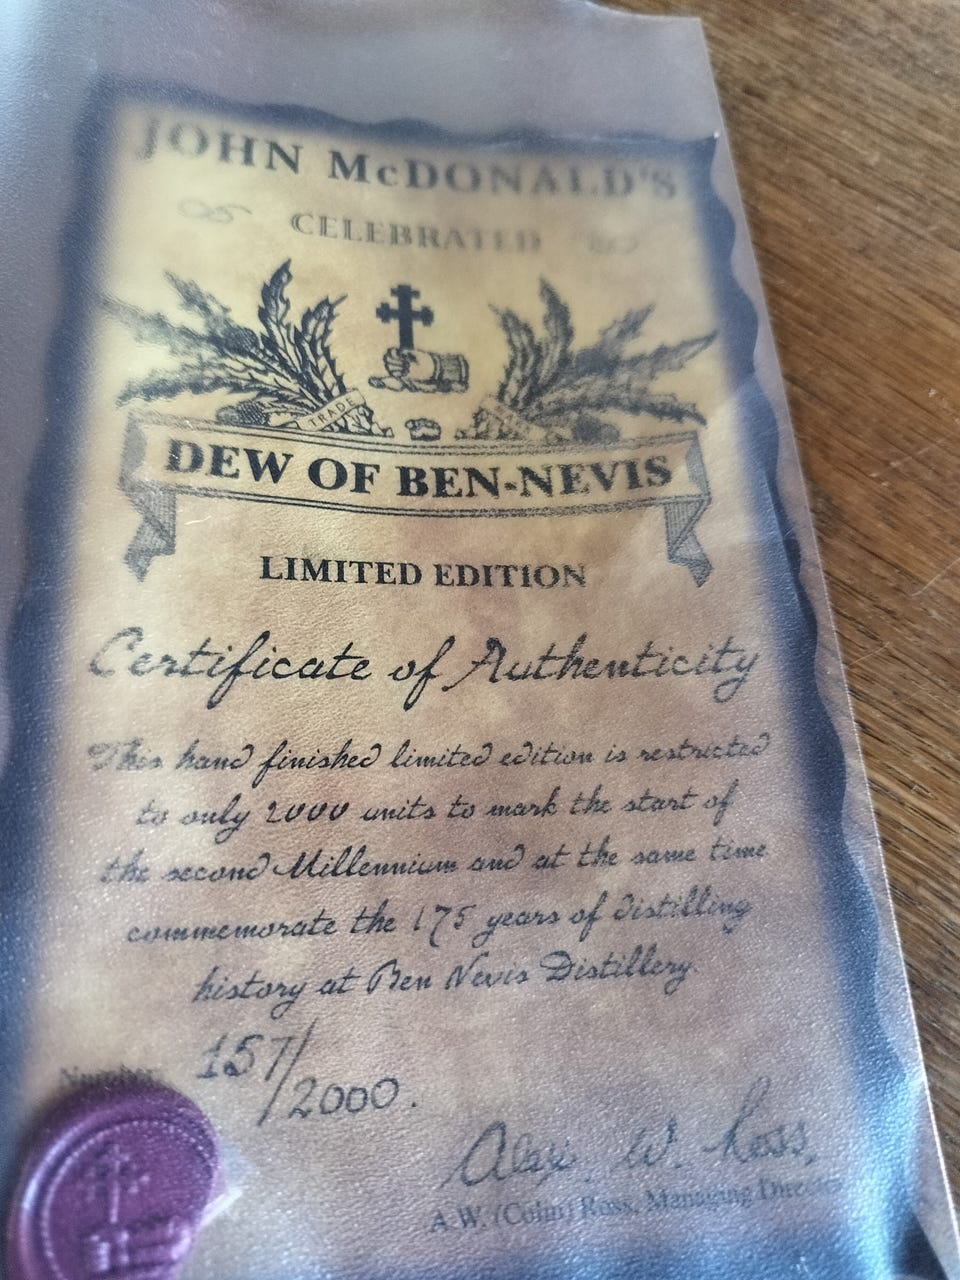 JOHN McDONALD'S
CELEBRATED
TRADE
DEW OF BEN-NEVIS
LIMITED EDITION
Certificate of Authenticity
This hand finished limited edition is restricted
to only 2000 units to mark the start of
the second Millennium and at the same time
commemorate the 175 years of distilling
history at Ben Nevis Distillery.
Number
157/2000.
Alex. W. Ross.
A.W. (Colin) Ross, Managing Director